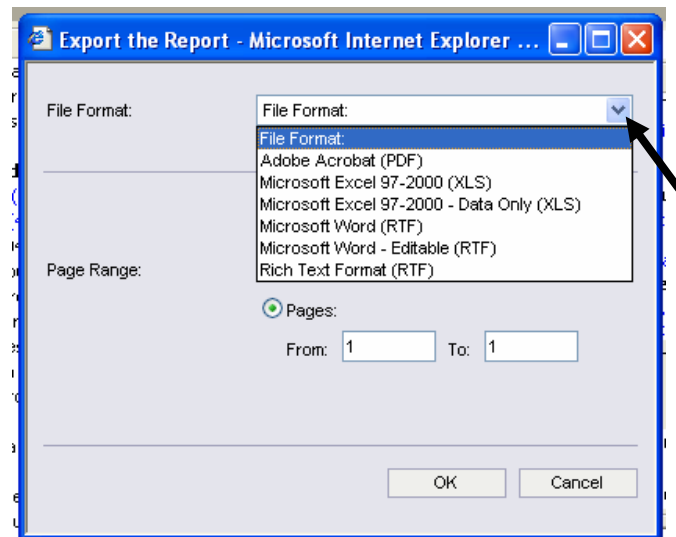 Export the Report - Microsoft Internet Explorer ...
File Format: File Format:
File Format:
Adobe Acrobat (PDF)
Microsoft Excel 97-2000 (XLS)
Microsoft Excel 97-2000 - Data Only (XLS)
Microsoft Word (RTF)
Microsoft Word - Editable (RTF)
Page Range: Rich Text Format (RTF)
Pages:
From: 1 To: 1
OK Cancel